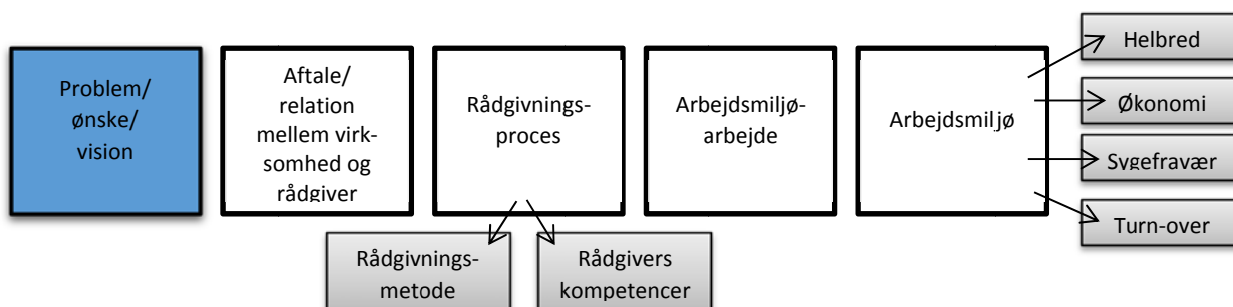 Problem/
ønske/
vision
Aftale/
relation
mellem virk-
somhed og
rådgiver
Rådgivnings-
proces
Arbejdsmiljø-
arbejde
Arbejdsmiljø
Helbred
Økonomi
Sygefravær
Turn-over
Rådgivnings-
metode
Rådgivers
kompetencer